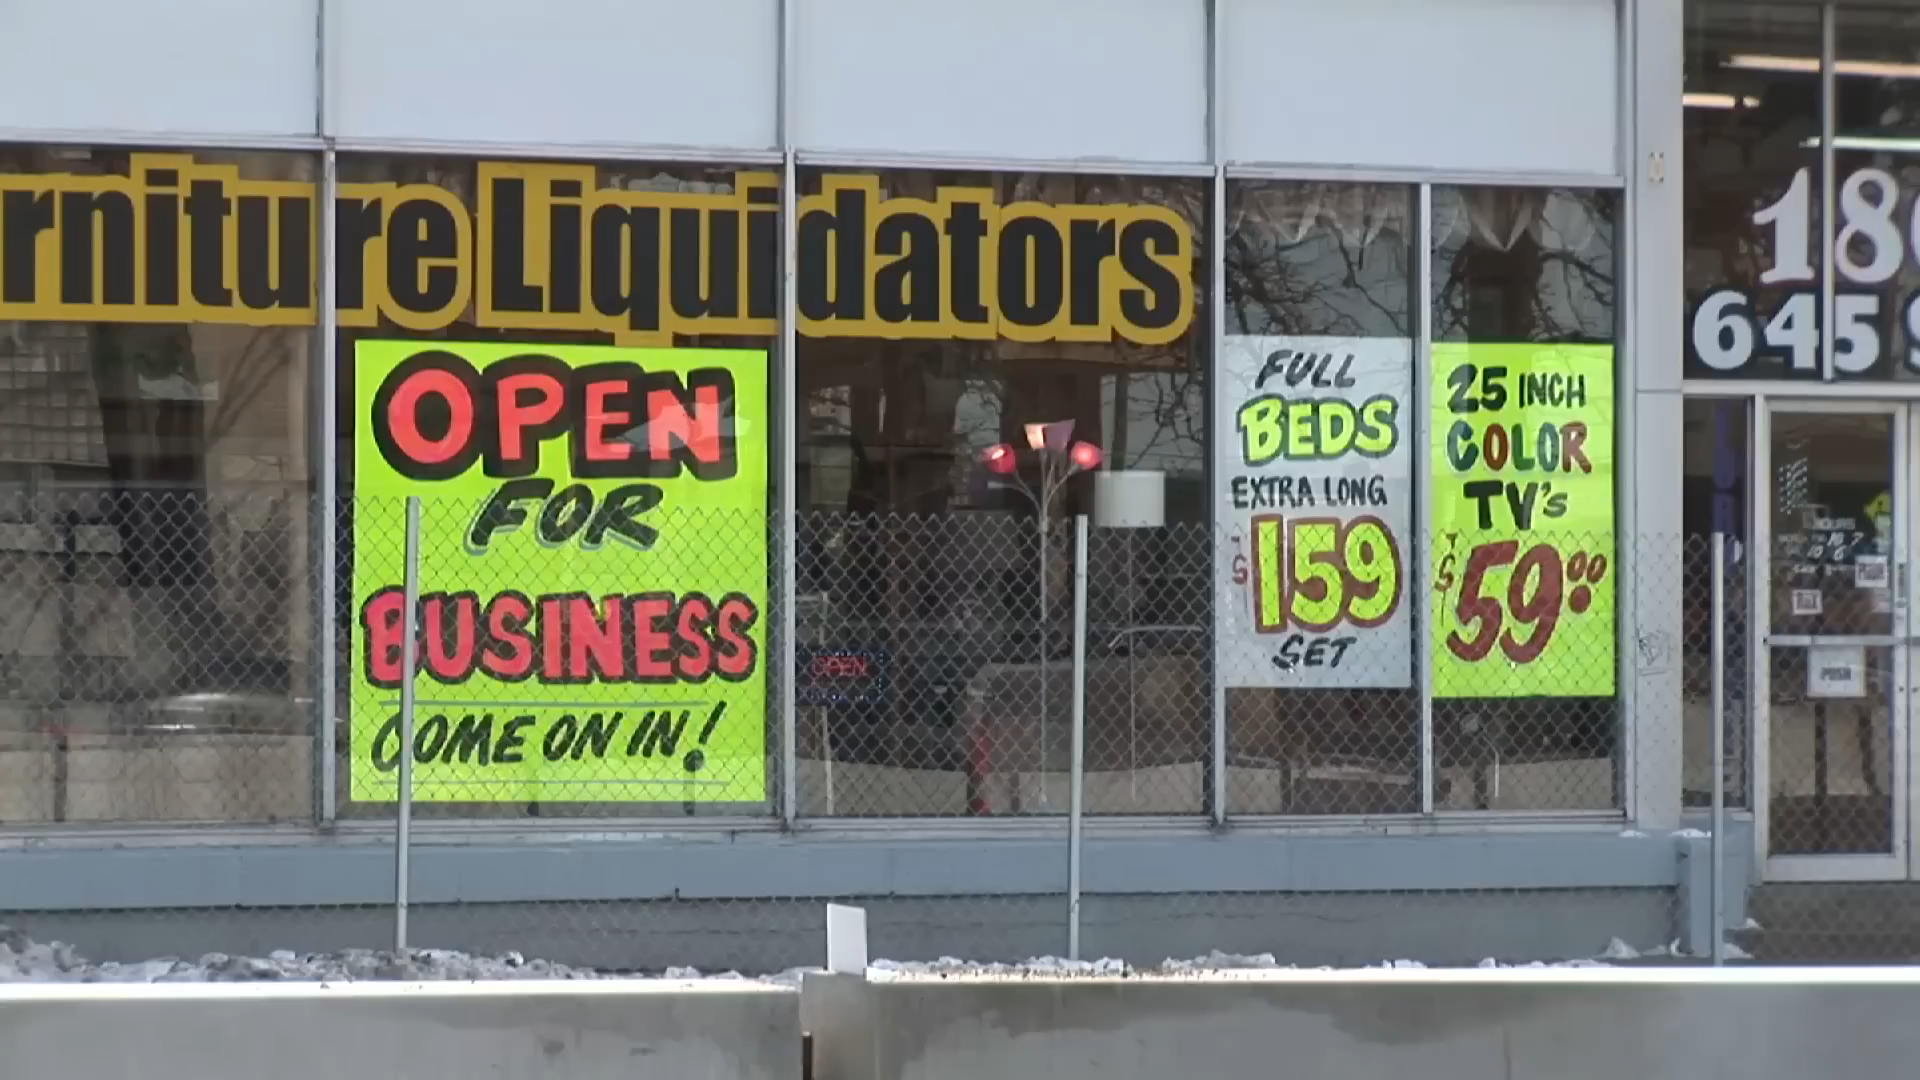 rniture Liquidators
OPEN
FOR
BUSINESS
COME ON IN!
OPEN
FULL
BEDS
EXTRA LONG
$159
SET
25 INCH
COLOR
TV's
$59.00
18
645
HOURS
PUSH